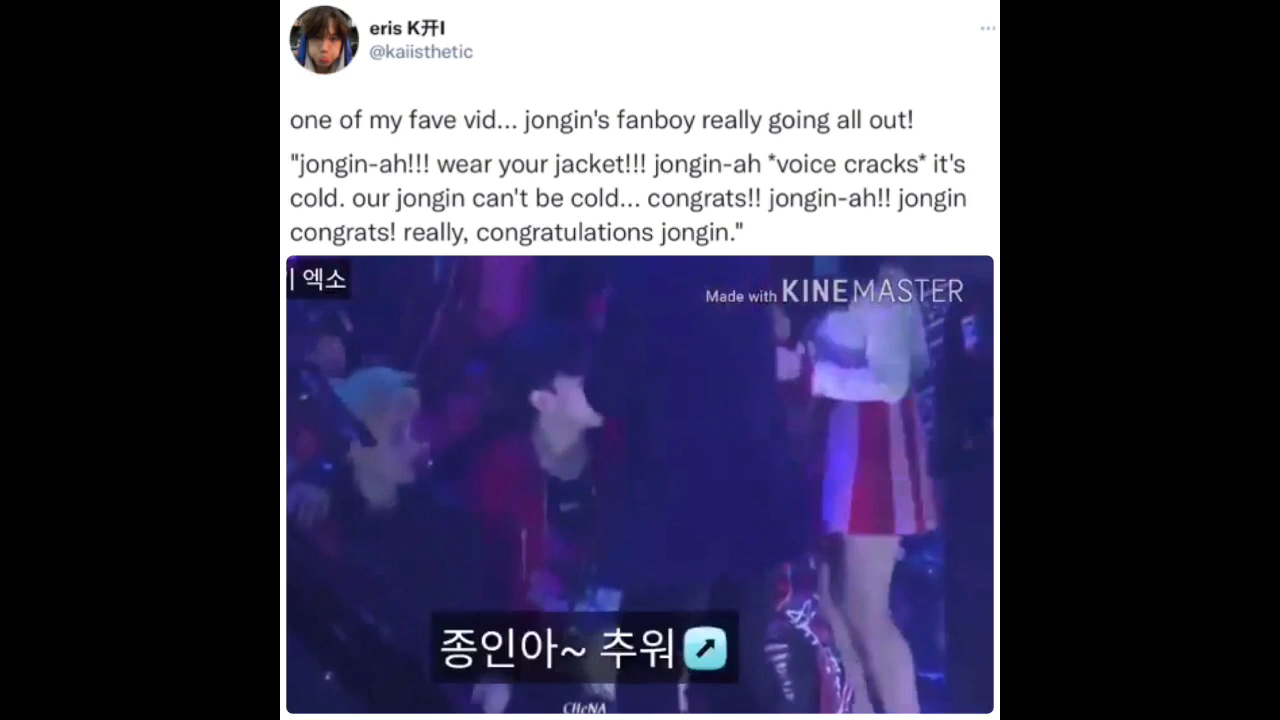 eris K开I
@kaiisthetic
one of my fave vid... jongin's fanboy really going all out!
"jongin-ah!!! wear your jacket!!! jongin-ah *voice cracks* it's
cold. our jongin can't be cold... congrats!! jongin-ah!! jongin
congrats! really, congratulations jongin."
엑소
Made with KINEMASTER
종인아~ 추워↗
CHeNA